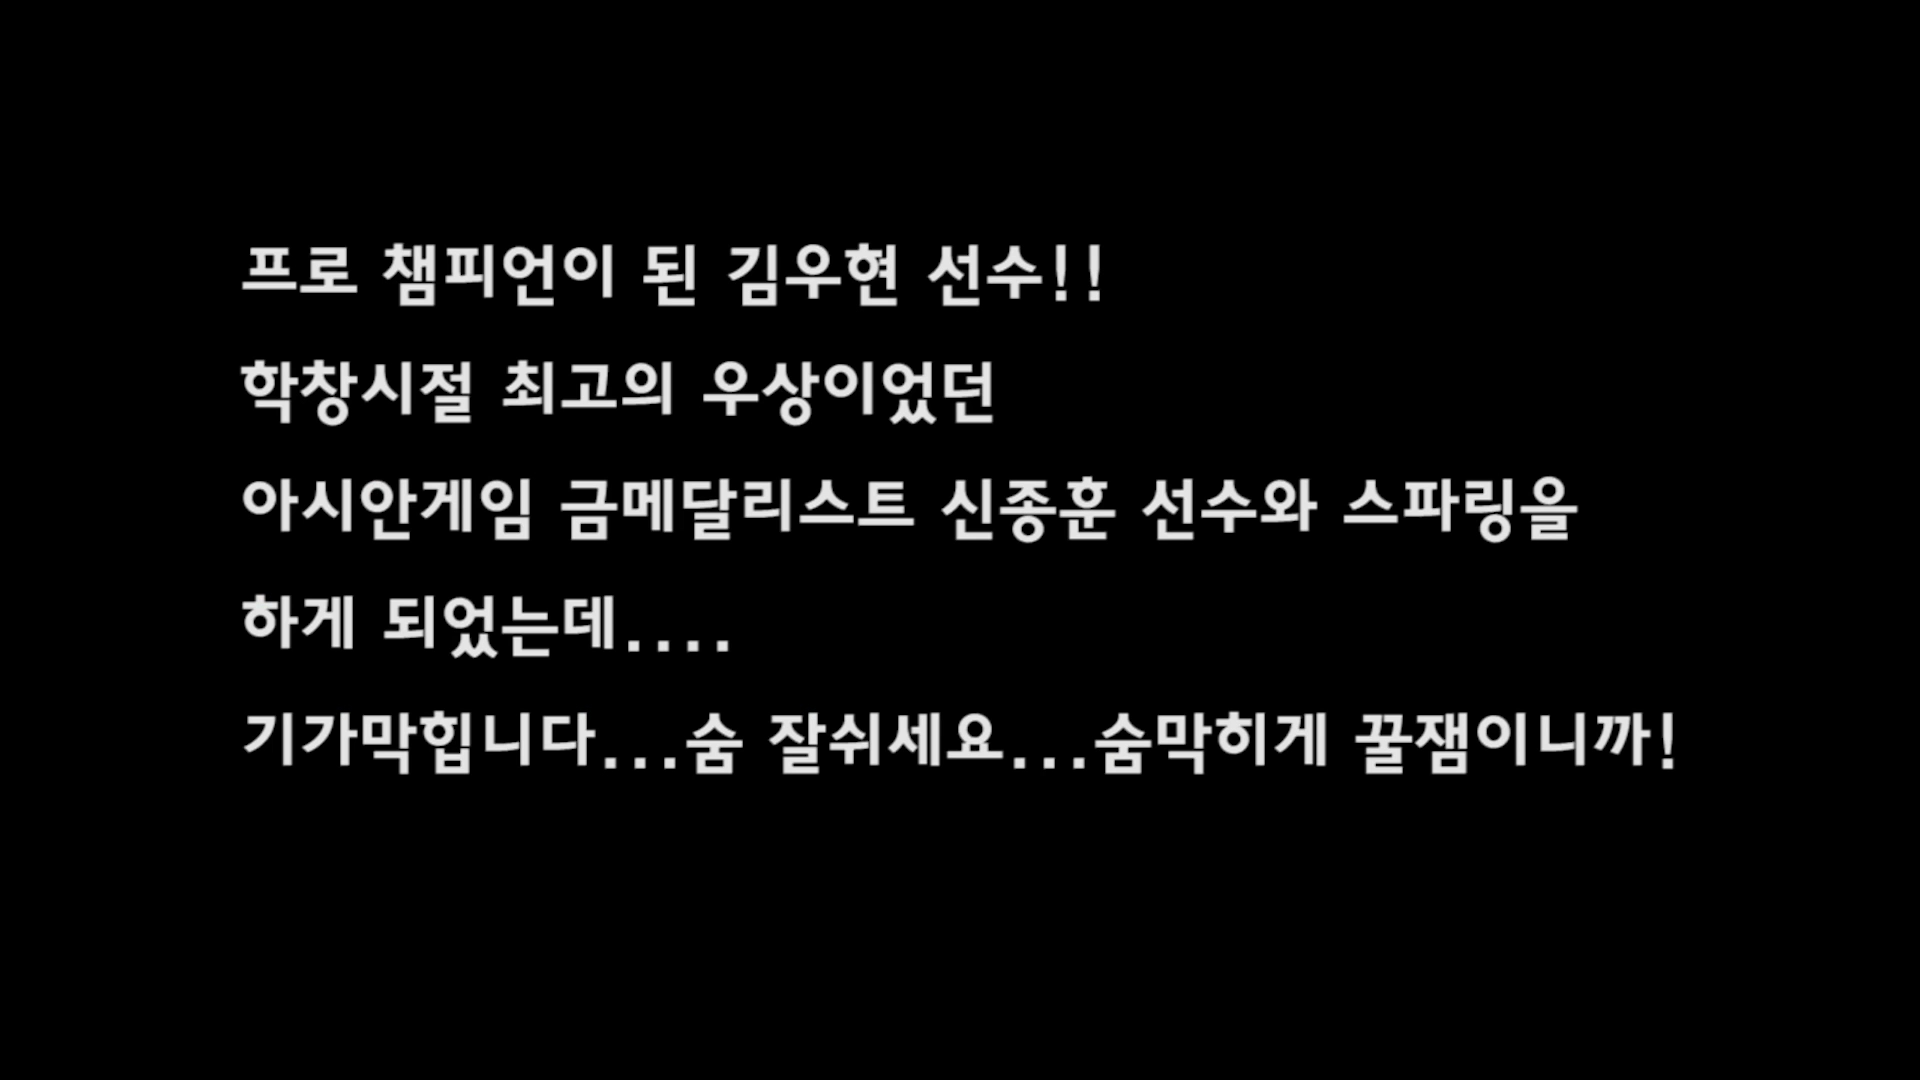 프로 챔피언이 된 김우현 선수!!
학창시절 최고의 우상이었던
아시안게임 금메달리스트 신종훈 선수와 스파링을
하게 되었는데....
기가막힙니다...숨 잘쉬세요...숨막히게 꿀잼이니까!